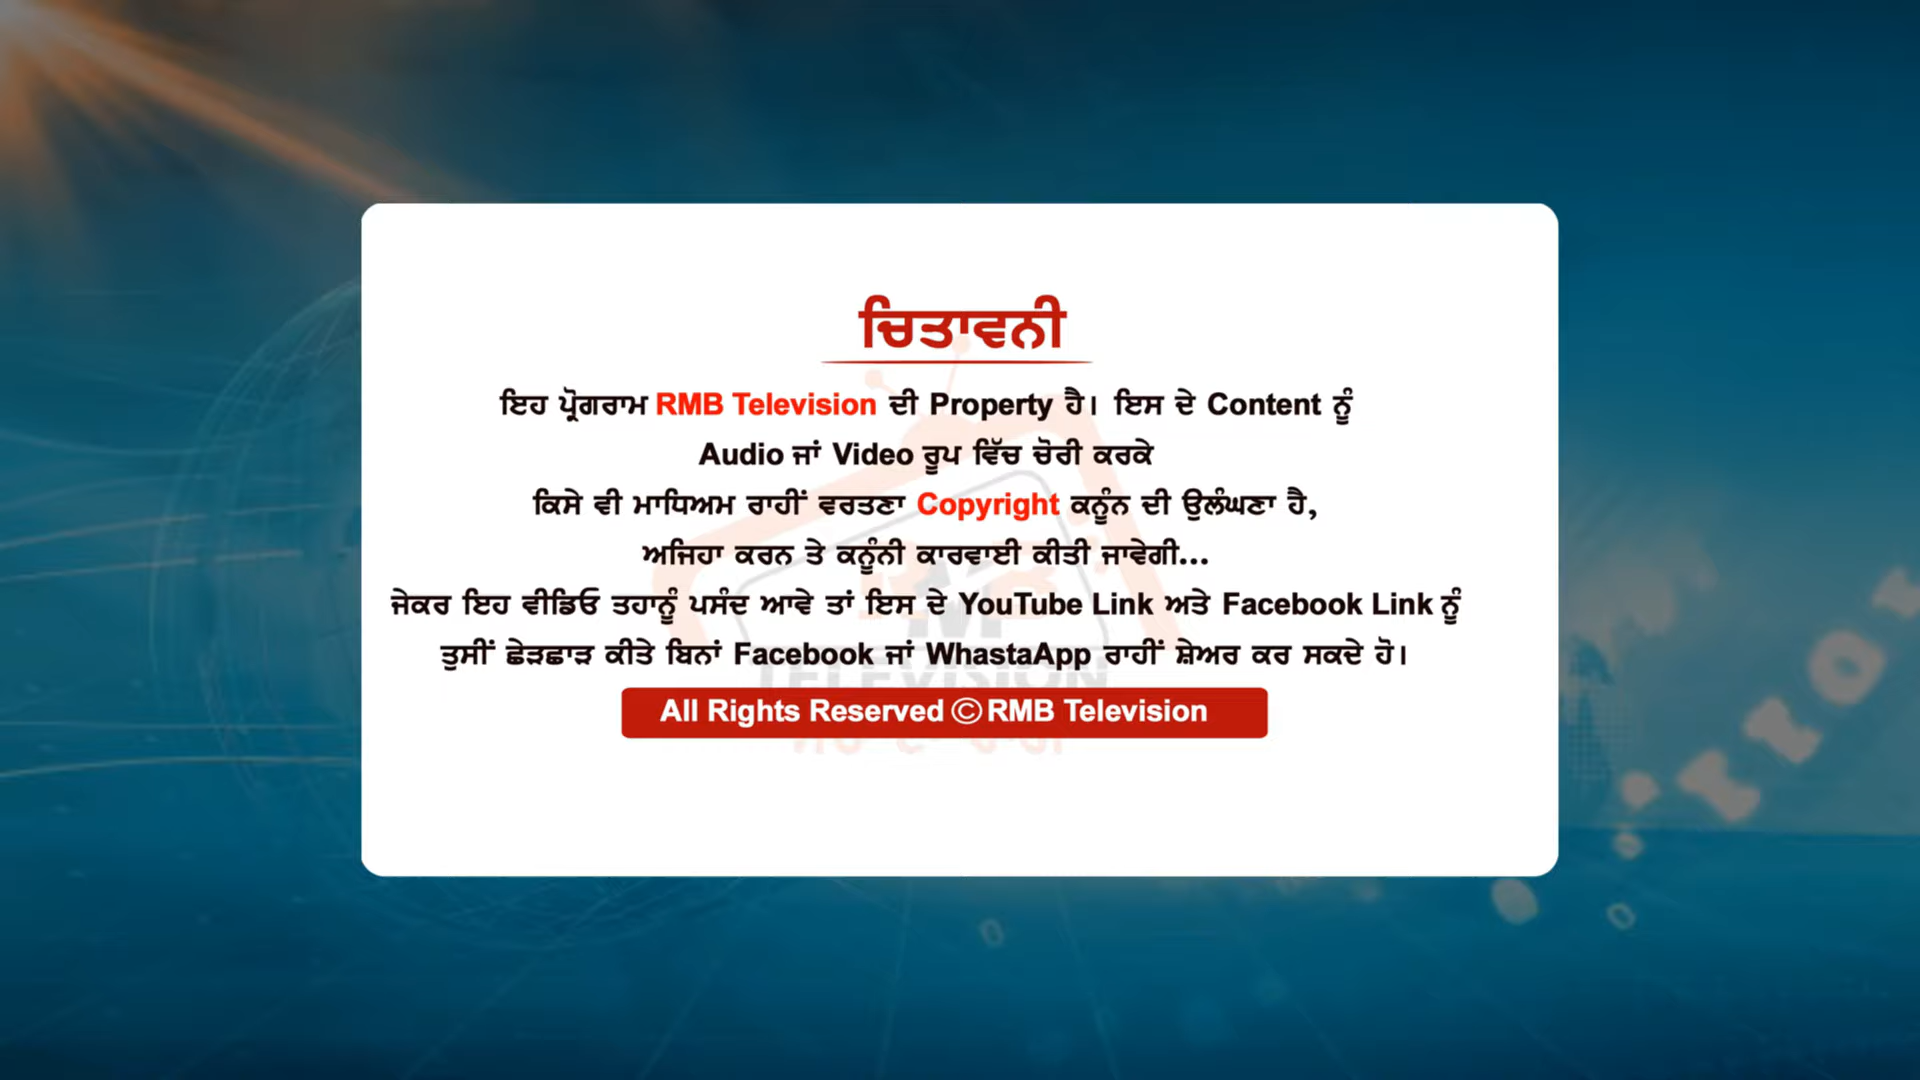 ਚਿਤਾਵਨੀ
ਇਹ ਪ੍ਰੋਗਰਾਮ RMB Television ਦੀ Property ਹੈ। ਇਸ ਦੇ Content ਨੂੰ
Audio ਜਾਂ Video ਰੂਪ ਵਿੱਚ ਚੋਰੀ ਕਰਕੇ
ਕਿਸੇ ਵੀ ਮਾਧਿਅਮ ਰਾਹੀਂ ਵਰਤਣਾ Copyright ਕਨੂੰਨ ਦੀ ਉਲੰਘਣਾ ਹੈ,
ਅਜਿਹਾ ਕਰਨ ਤੇ ਕਨੂੰਨੀ ਕਾਰਵਾਈ ਕੀਤੀ ਜਾਵੇਗੀ...
ਜੇਕਰ ਇਹ ਵੀਡਿਓ ਤਹਾਨੂੰ ਪਸੰਦ ਆਵੇ ਤਾਂ ਇਸ ਦੇ YouTube Link ਅਤੇ Facebook Link ਨੂੰ
ਤੁਸੀਂ ਛੇੜਛਾੜ ਕੀਤੇ ਬਿਨਾਂ Facebook ਜਾਂ WhastaApp ਰਾਹੀਂ ਸ਼ੇਅਰ ਕਰ ਸਕਦੇ ਹੋ।
TELEVISION
All Rights Reserved © RMB Television